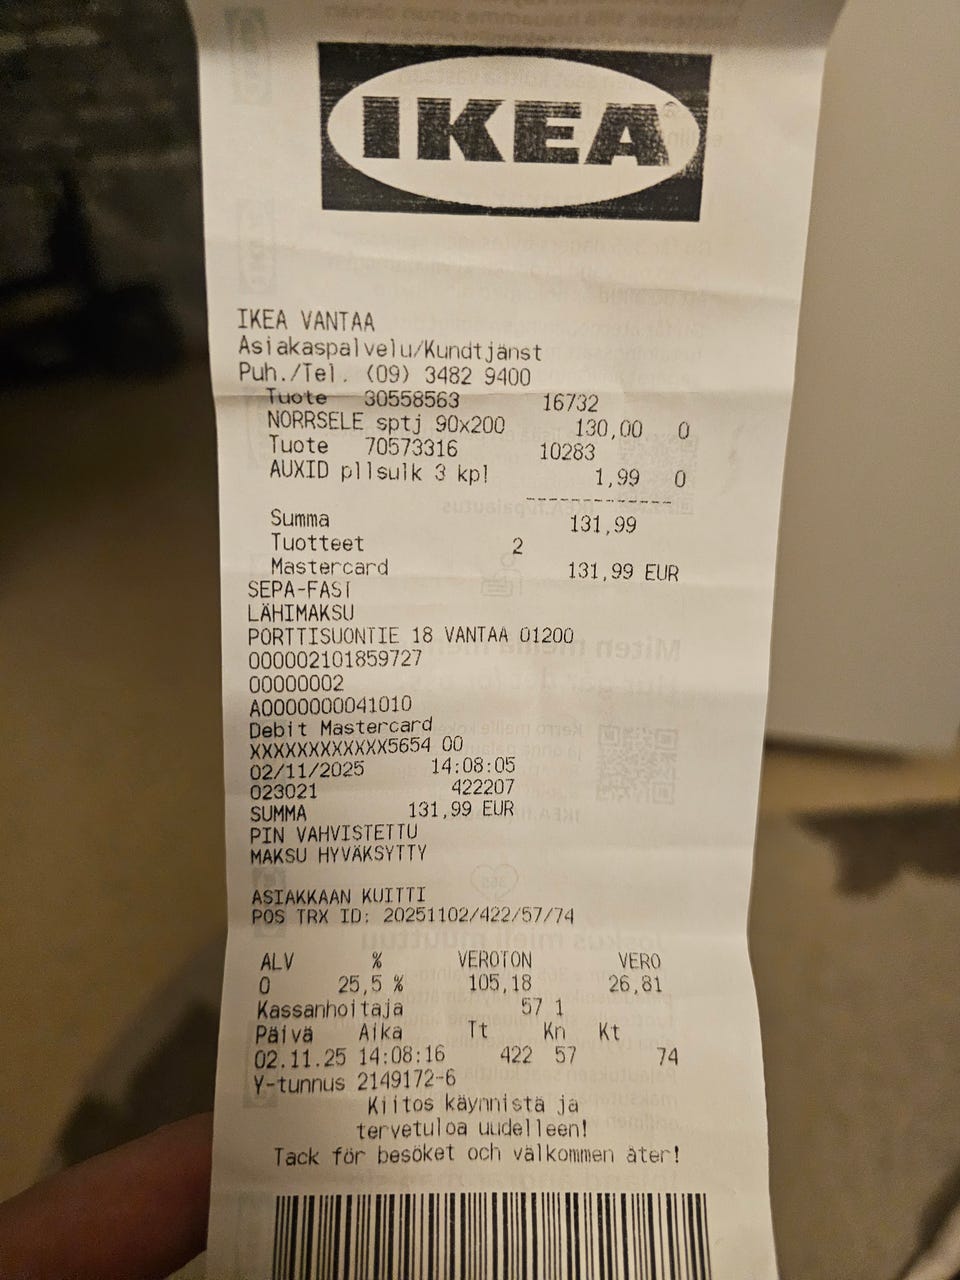 IKEA®
IKEA VANTAA
Asiakaspalvelu/Kundtjänst
Puh./Tel. (09) 3482 9400
Tuote 30558563 16732
NORRSELE sptj 90x200 130,00 0
Tuote 70573316 10283
AUXID pllsulk 3 kpl 1,99 0
Summa 131,99
Tuotteet 2
Mastercard 131,99 EUR
SEPA-FAST
LÄHIMAKSU
PORTTISUONTIE 18 VANTAA 01200
000002101859727
00000002
A0000000041010
Debit Mastercard
XXXXXXXXXXXX5654 00
02/11/2025 14:08:05
023021 422207
SUMMA 131,99 EUR
PIN VAHVISTETTU
MAKSU HYVÄKSYTTY
ASIAKKAAN KUITTI
POS TRX ID: 20251102/422/57/74
ALV % VEROTON VERO
0 25,5 % 105,18 26,81
Kassanhoitaja 57 1
Päivä Aika Tt Kn Kt
02.11.25 14:08:16 422 57 74
Y-tunnus 2149172-6
Kiitos käynnistä ja
tervetuloa uudelleen!
Tack för besöket och välkommen åter!